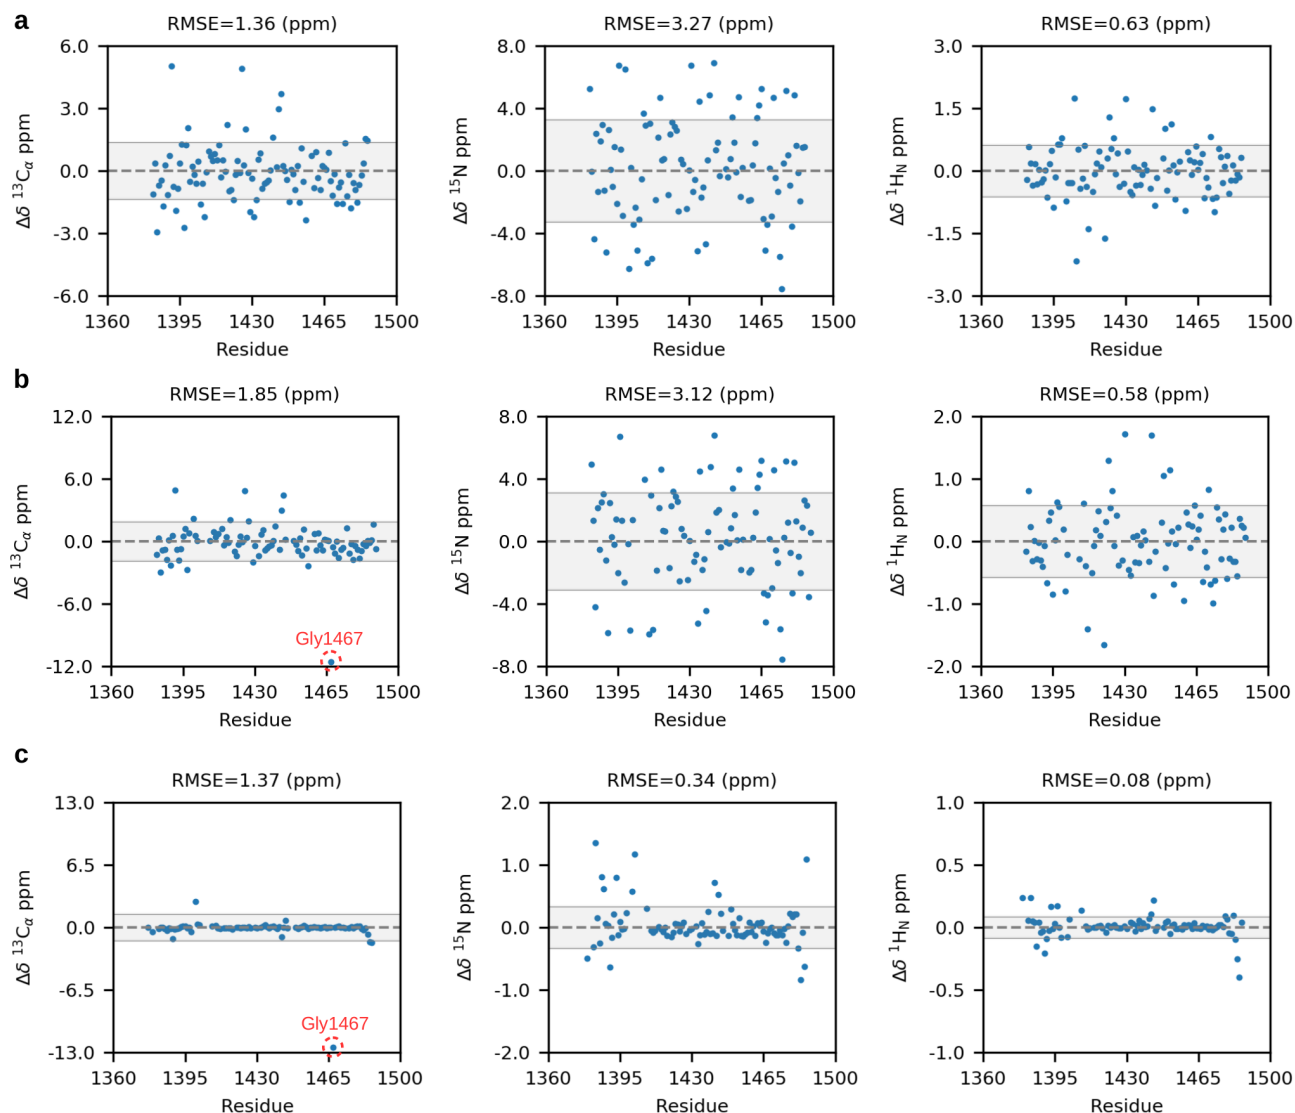 a
RMSE=1.36 (ppm)
RMSE=3.27 (ppm)
RMSE=0.63 (ppm)
6.0
3.0
0.0
-3.0
-6.0
Δδ ¹³Cα ppm
1360 1395 1430 1465 1500
Residue
8.0
4.0
0.0
-4.0
-8.0
Δδ ¹⁵N ppm
1360 1395 1430 1465 1500
Residue
3.0
1.5
0.0
-1.5
-3.0
Δδ ¹HN ppm
1360 1395 1430 1465 1500
Residue
b
RMSE=1.85 (ppm)
RMSE=3.12 (ppm)
RMSE=0.58 (ppm)
12.0
6.0
0.0
-6.0
-12.0
Δδ ¹³Cα ppm
Gly1467
1360 1395 1430 1465 1500
Residue
8.0
4.0
0.0
-4.0
-8.0
Δδ ¹⁵N ppm
1360 1395 1430 1465 1500
Residue
2.0
1.0
0.0
-1.0
-2.0
Δδ ¹HN ppm
1360 1395 1430 1465 1500
Residue
c
RMSE=1.37 (ppm)
RMSE=0.34 (ppm)
RMSE=0.08 (ppm)
13.0
6.5
0.0
-6.5
-13.0
Δδ ¹³Cα ppm
Gly1467
1360 1395 1430 1465 1500
Residue
2.0
1.0
0.0
-1.0
-2.0
Δδ ¹⁵N ppm
1360 1395 1430 1465 1500
Residue
1.0
0.5
0.0
-0.5
-1.0
Δδ ¹HN ppm
1360 1395 1430 1465 1500
Residue